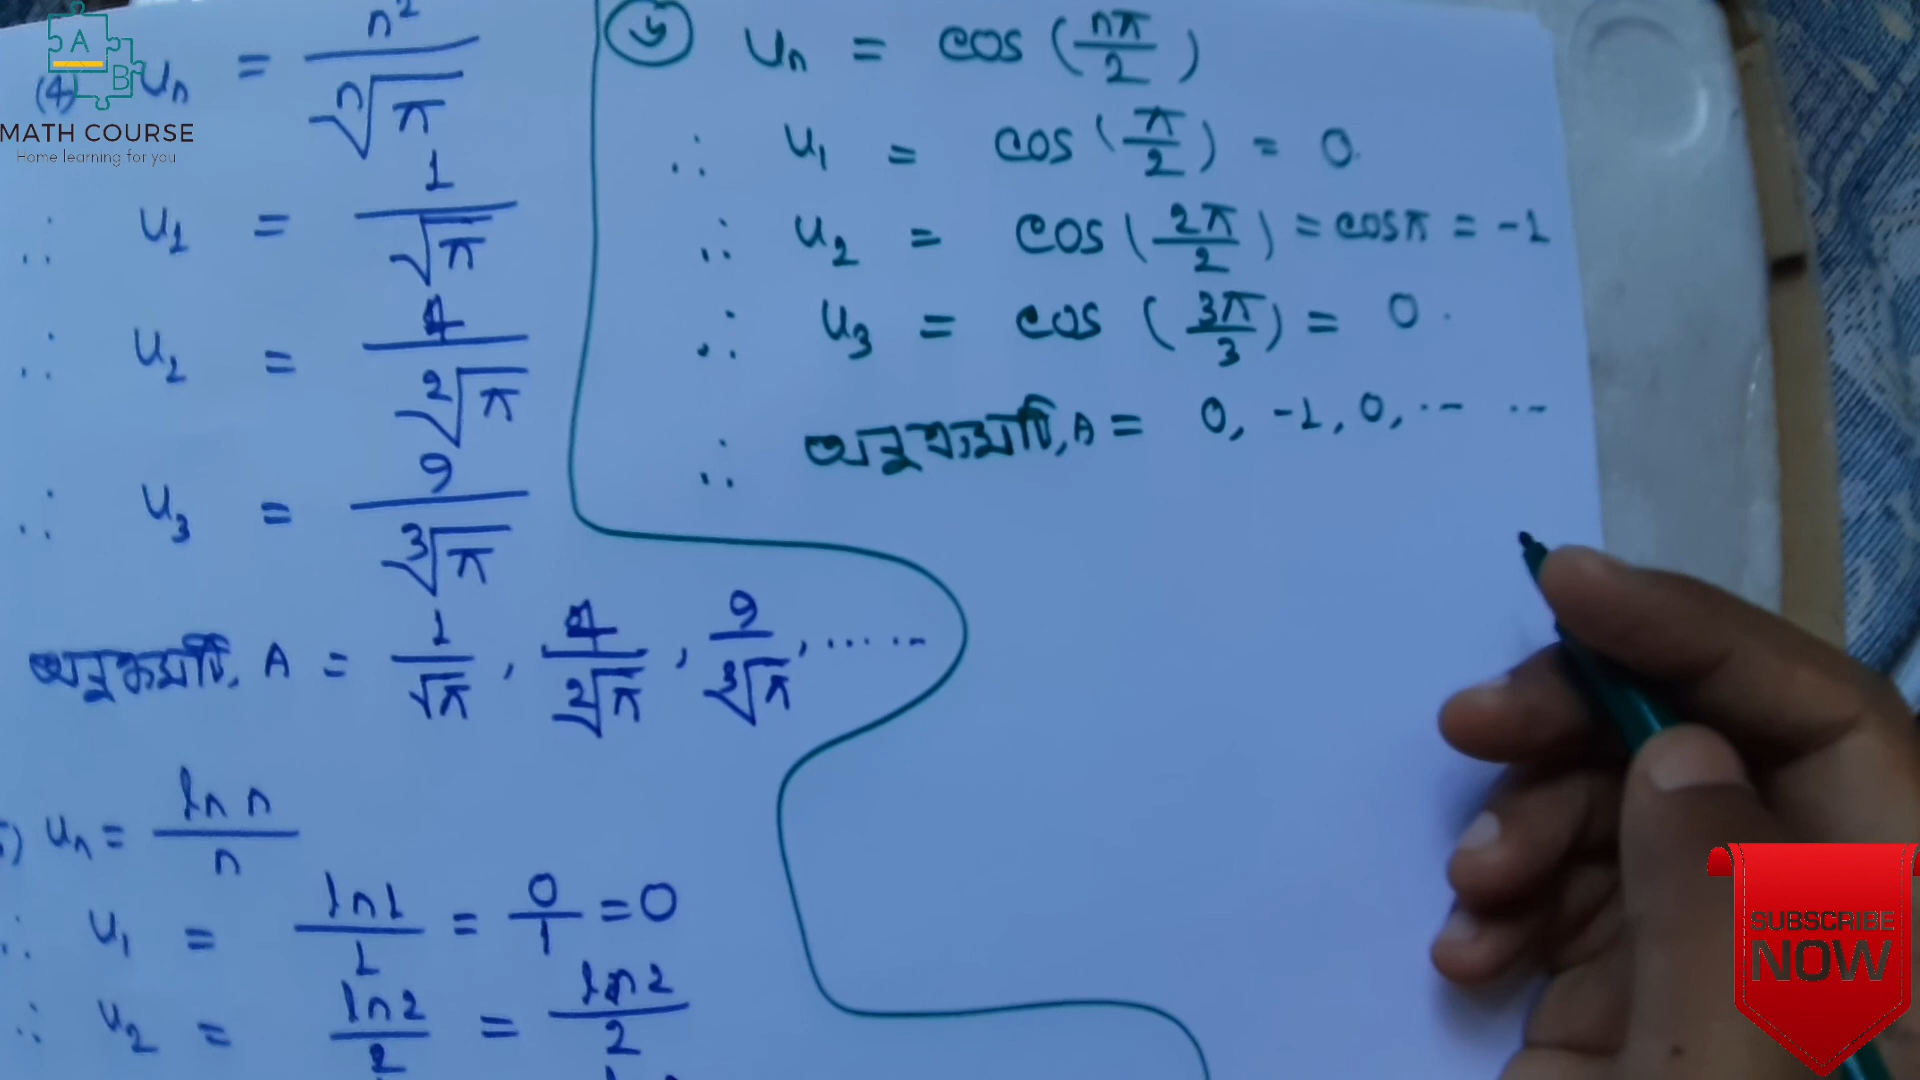 A
B
MATH COURSE
Home learning for you
(4) uₙ = n² / ⁿ√π
∴ u₁ = 1 / √π
∴ u₂ = 4 / ²√π
∴ u₃ = 9 / ³√π
অনুক্রমটি, A = 1/√π, 4/²√π, 9/³√π, ......
) uₙ = ln n / n
∴ u₁ = ln1 / 1 = 0/1 = 0
∴ u₂ = ln2 / 2 = ln2 / 2
uₙ = cos (nπ/2)
∴ u₁ = cos (π/2) = 0.
∴ u₂ = cos (2π/2) = cosπ = -1
∴ u₃ = cos (3π/3) = 0.
∴ অনুক্রমটি, A = 0, -1, 0, ... ...
SUBSCRIBE
NOW